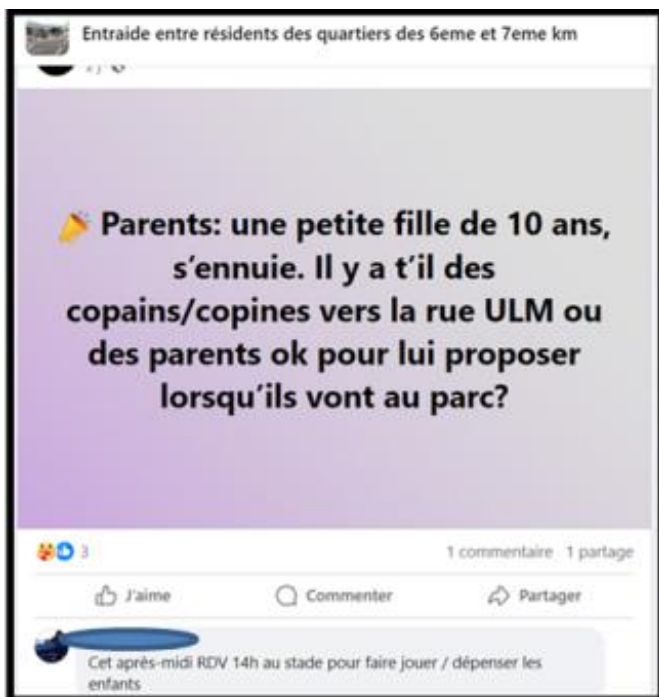 Entraide entre résidents des quartiers des 6eme et 7eme km
🎉 Parents: une petite fille de 10 ans,
s'ennuie. Il y a t'il des
copains/copines vers la rue ULM ou
des parents ok pour lui proposer
lorsqu'ils vont au parc?
3
1 commentaire 1 partage
J'aime
Commenter
Partager
Cet après-midi RDV 14h au stade pour faire jouer / dépenser les
enfants